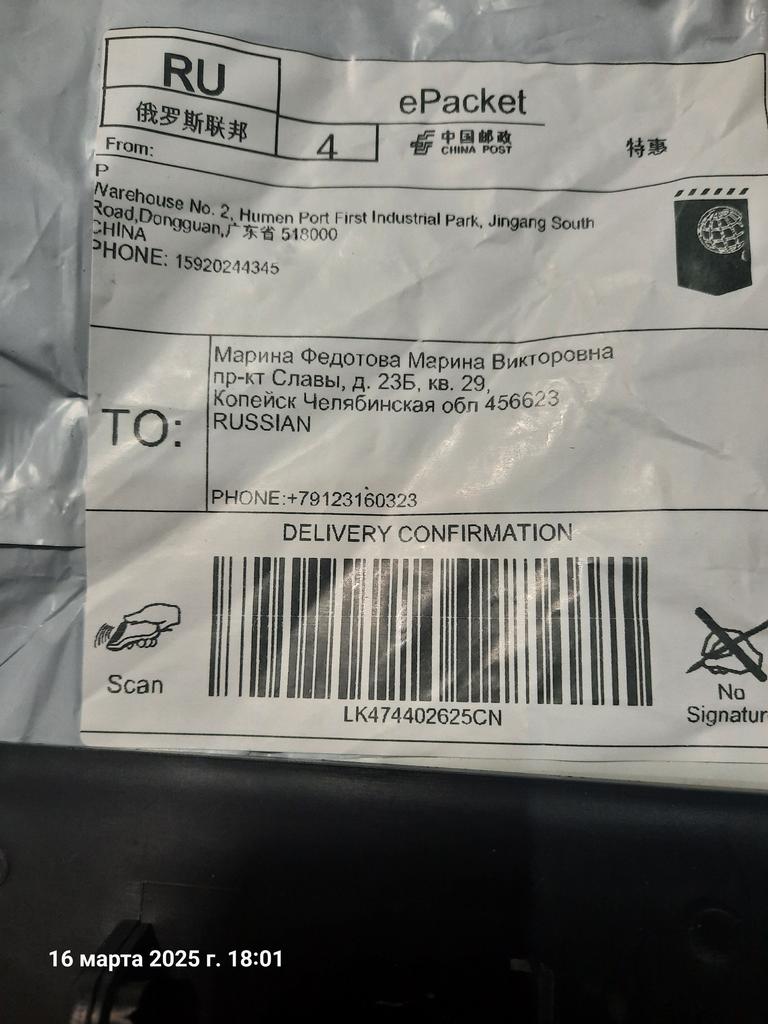 RU
俄罗斯联邦
4
ePacket
中国邮政
CHINA POST
特惠
From:
P
Warehouse No. 2, Humen Port First Industrial Park, Jingang South
Road,Dongguan,广东省 518000
CHINA
PHONE: 15920244345
TO:
Марина Федотова Марина Викторовна
пр-кт Славы, д. 23Б, кв. 29,
Копейск Челябинская обл 456623
RUSSIAN
PHONE:+79123160323
DELIVERY CONFIRMATION
Scan
LK474402625CN
No
Signatur
16 марта 2025 г. 18:01